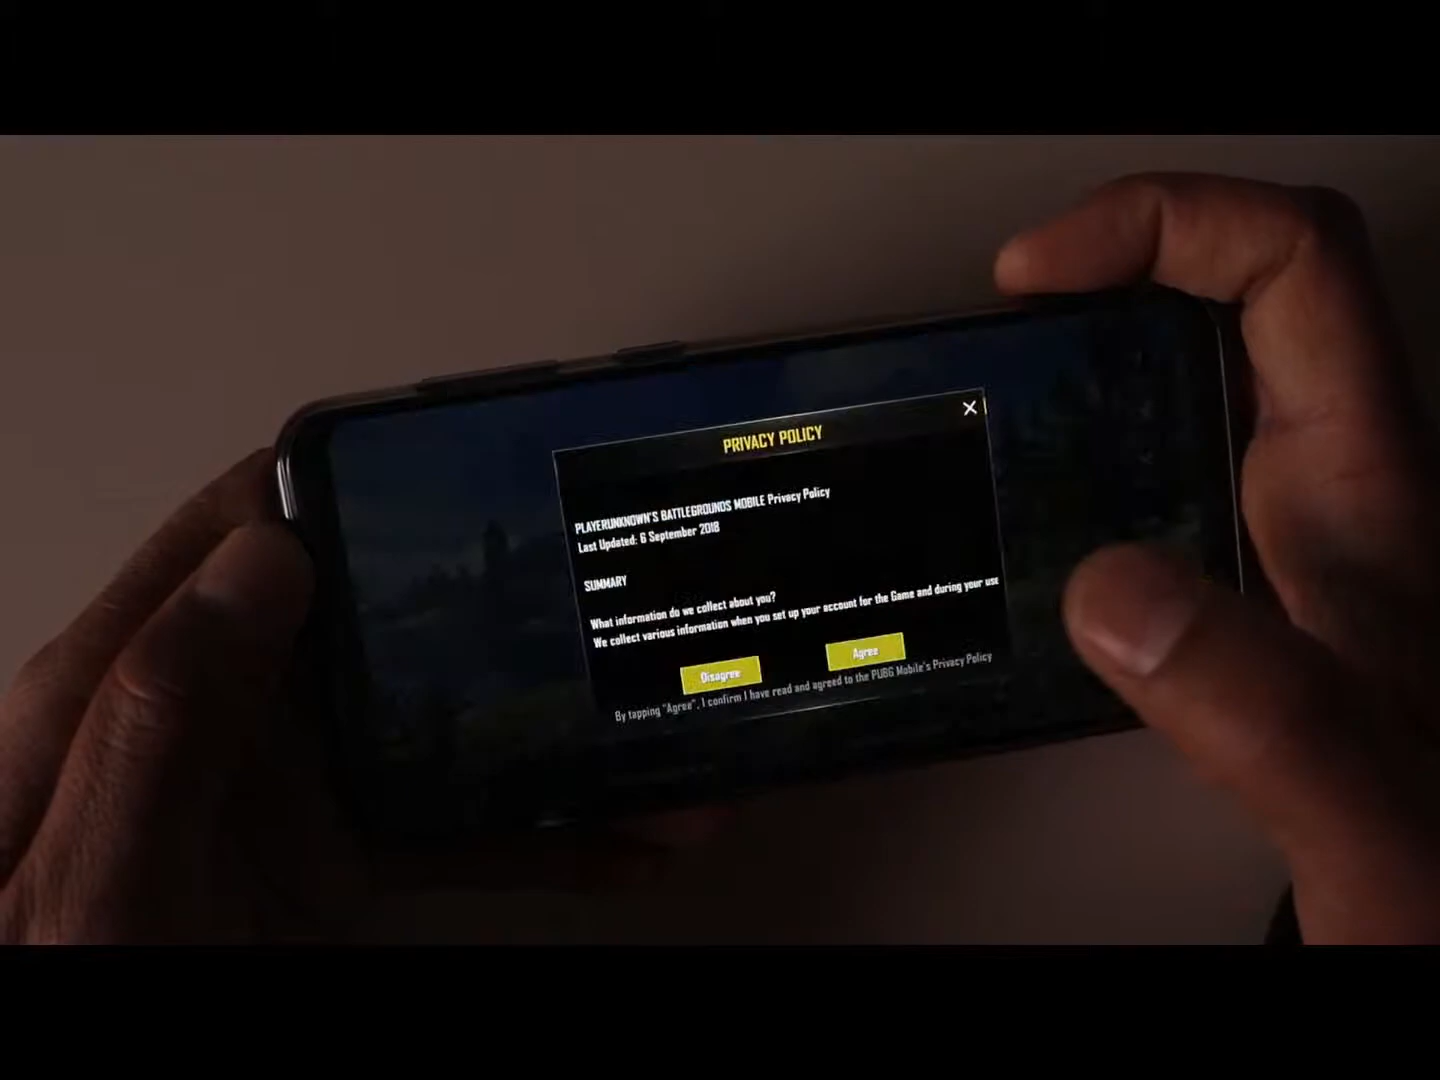 PRIVACY POLICY
PLAYERUNKNOWN'S BATTLEGROUNDS MOBILE Privacy Policy
Last Updated: 6 September 2018
SUMMARY
What information do we collect about you?
We collect various information when you set up your account for the Game and during your use
Disagree
Agree
By tapping "Agree", I confirm I have read and agreed to the PUBG Mobile's Privacy Policy